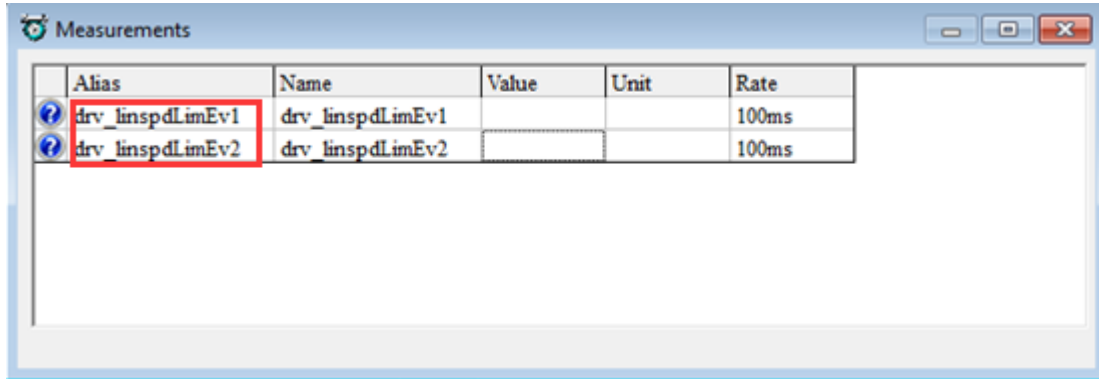 Measurements
Alias Name Value Unit Rate
drv_linspdLimEv1 drv_linspdLimEv1 100ms
drv_linspdLimEv2 drv_linspdLimEv2 100ms